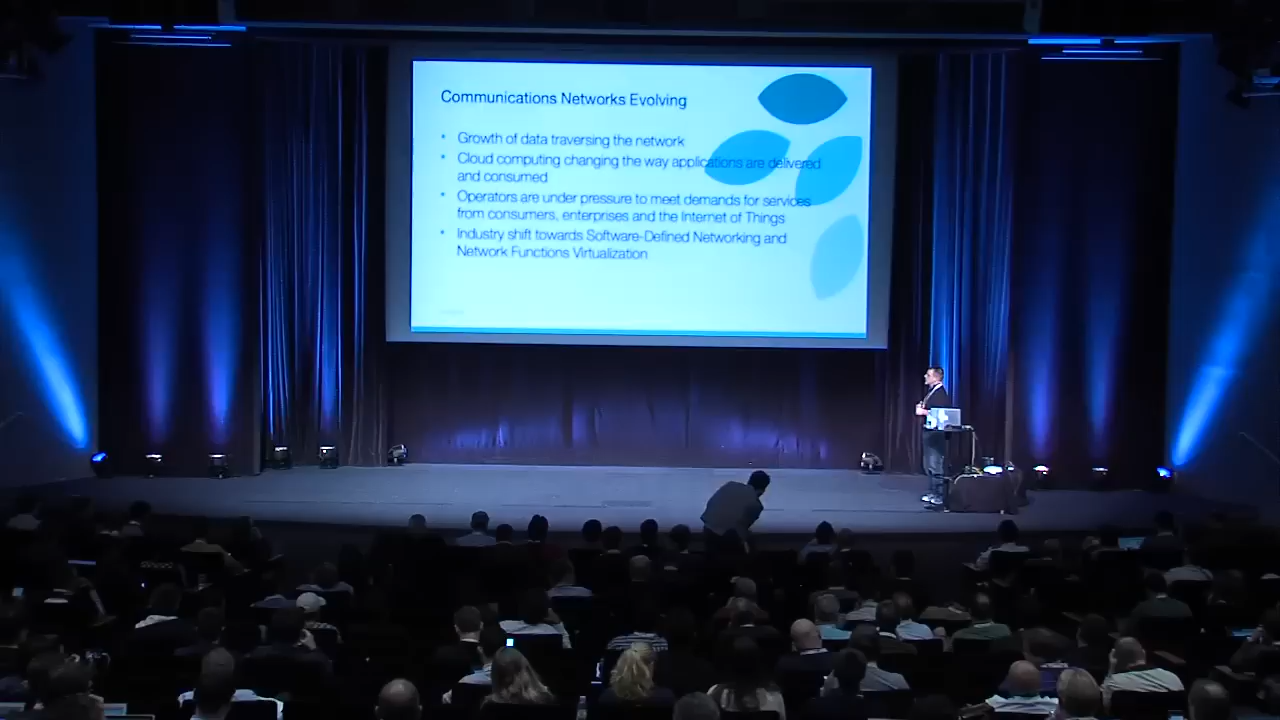 Communications Networks Evolving
• Growth of data traversing the network
• Cloud computing changing the way applications are delivered
and consumed
• Operators are under pressure to meet demands for services
from consumers, enterprises and the Internet of Things
• Industry shift towards Software-Defined Networking and
Network Functions Virtualization